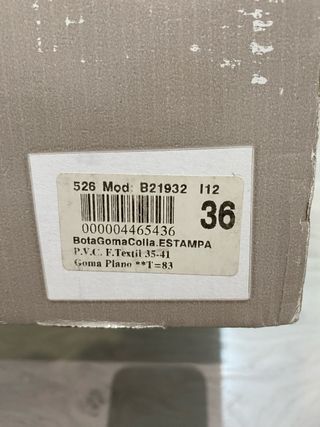 526 Mod: B21932 I12
36
000004465436
BotaGomaColla.ESTAMPA
P.V.C. F.Textil 35-41
Goma Plano **T=83